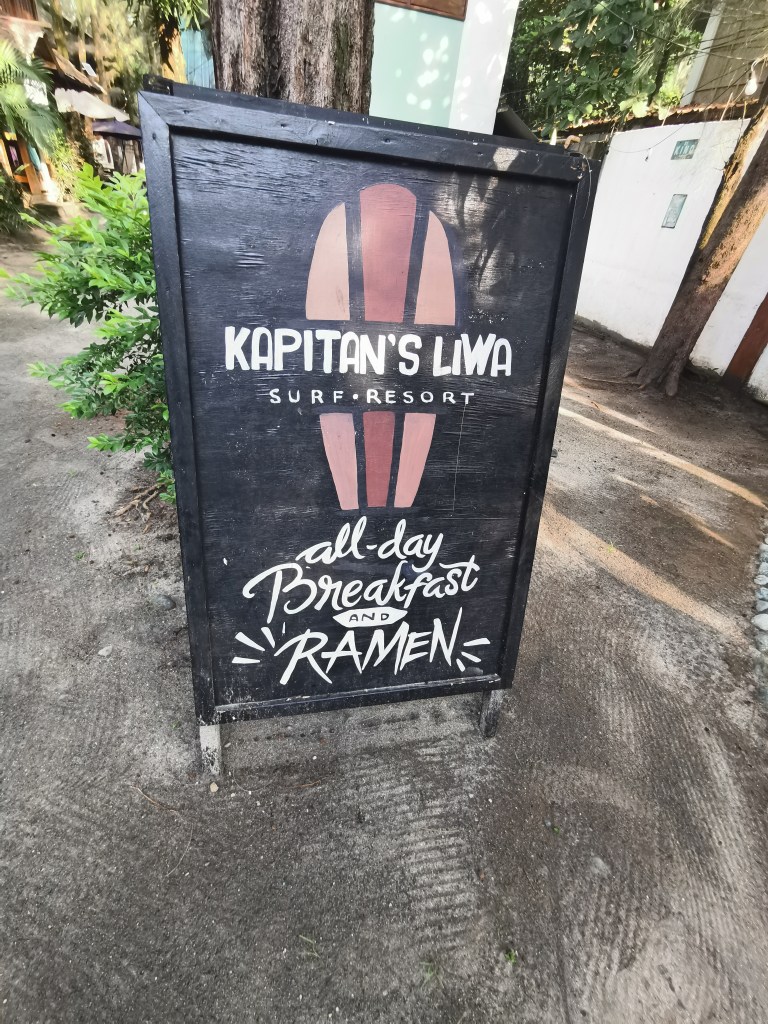 KAPITAN'S LIWA
SURF • RESORT
all-day
Breakfast
AND
RAMEN